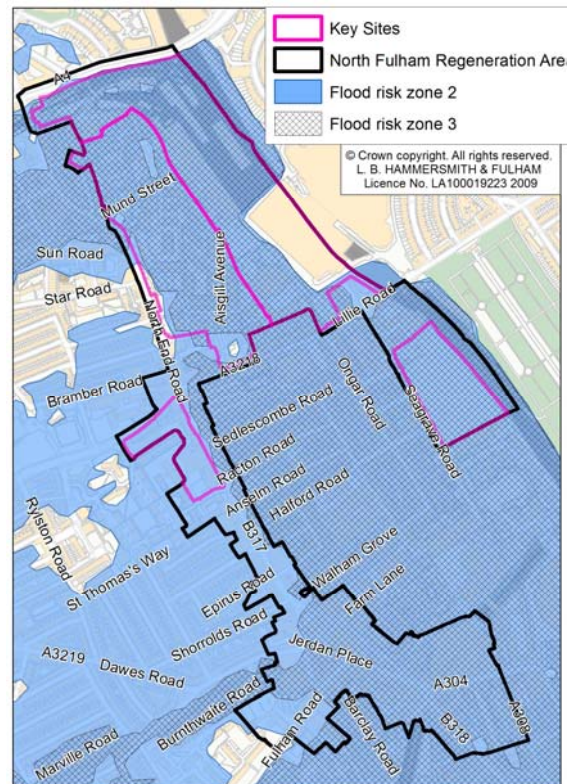 Key Sites
North Fulham Regeneration Area
Flood risk zone 2
Flood risk zone 3
© Crown copyright. All rights reserved.
L. B. HAMMERSMITH & FULHAM
Licence No. LA100019223 2009
A4
Mund Street
Sun Road
Star Road
Aisgill Avenue
North End Road
Lillie Road
A3218
Bramber Road
Ongar Road
Seagrave Road
Sedlescombe Road
Racton Road
Anselm Road
Halford Road
Rylston Road
B317
St Thomas's Way
Walham Grove
Farm Lane
Epirus Road
Shorrolds Road
Jerdan Place
A3219
Dawes Road
A304
A308
B318
Burnthwaite Road
Fulham Road
Barclay Road
Marville Road